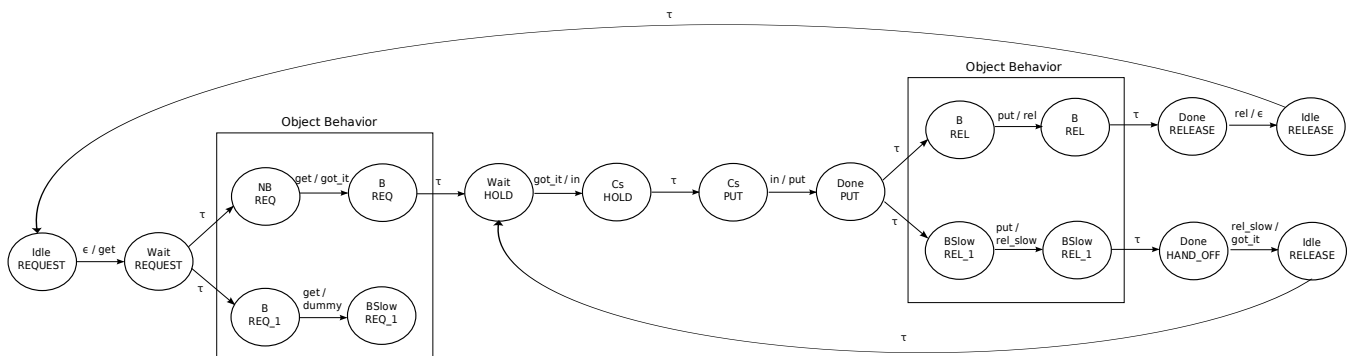 τ
Object Behavior
Object Behavior
Idle
REQUEST
ϵ / get
Wait
REQUEST
τ
τ
NB
REQ
get / got_it
B
REQ
B
REQ_1
get /
dummy
BSlow
REQ_1
τ
Wait
HOLD
got_it / in
Cs
HOLD
τ
Cs
PUT
in / put
Done
PUT
τ
τ
B
REL
put / rel
B
REL
τ
Done
RELEASE
rel / ϵ
Idle
RELEASE
BSlow
REL_1
put /
rel_slow
BSlow
REL_1
τ
Done
HAND_OFF
rel_slow /
got_it
Idle
RELEASE
τ